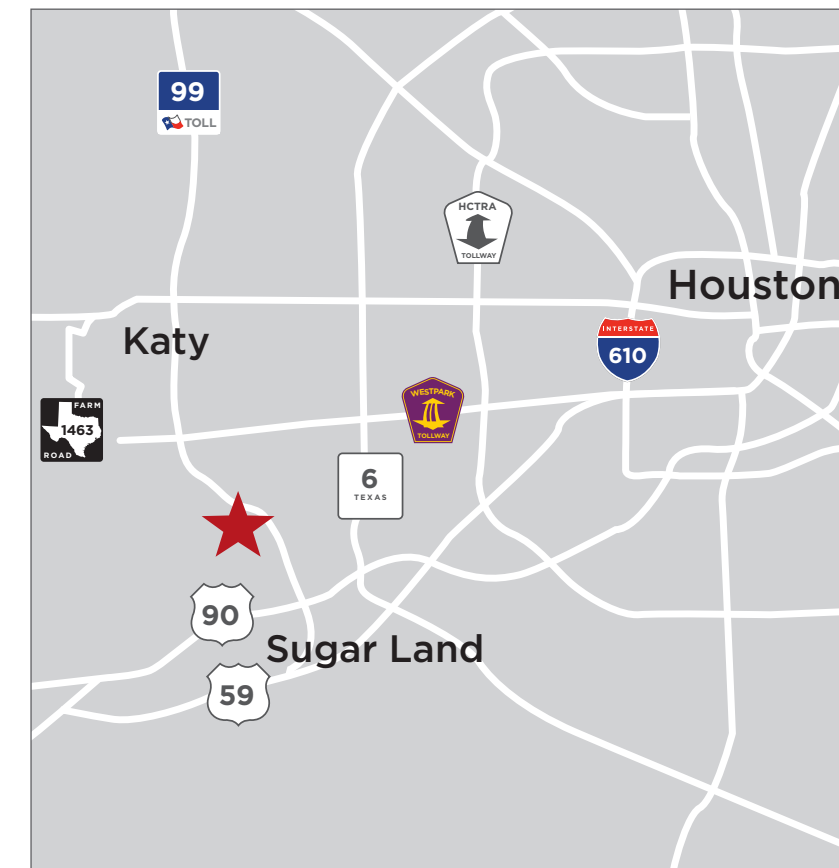 99
TOLL
HCTRA
TOLLWAY
Houston
INTERSTATE
610
Katy
WESTPARK
TOLLWAY
FARM
1463
ROAD
6
TEXAS
90
Sugar Land
59